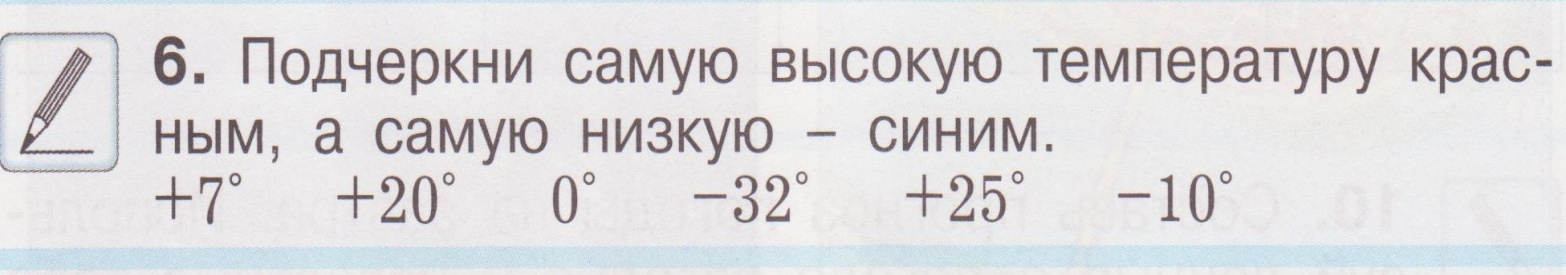 6. Подчеркни самую высокую температуру крас-
ным, а самую низкую – синим.
+7° +20° 0° −32° +25° −10°